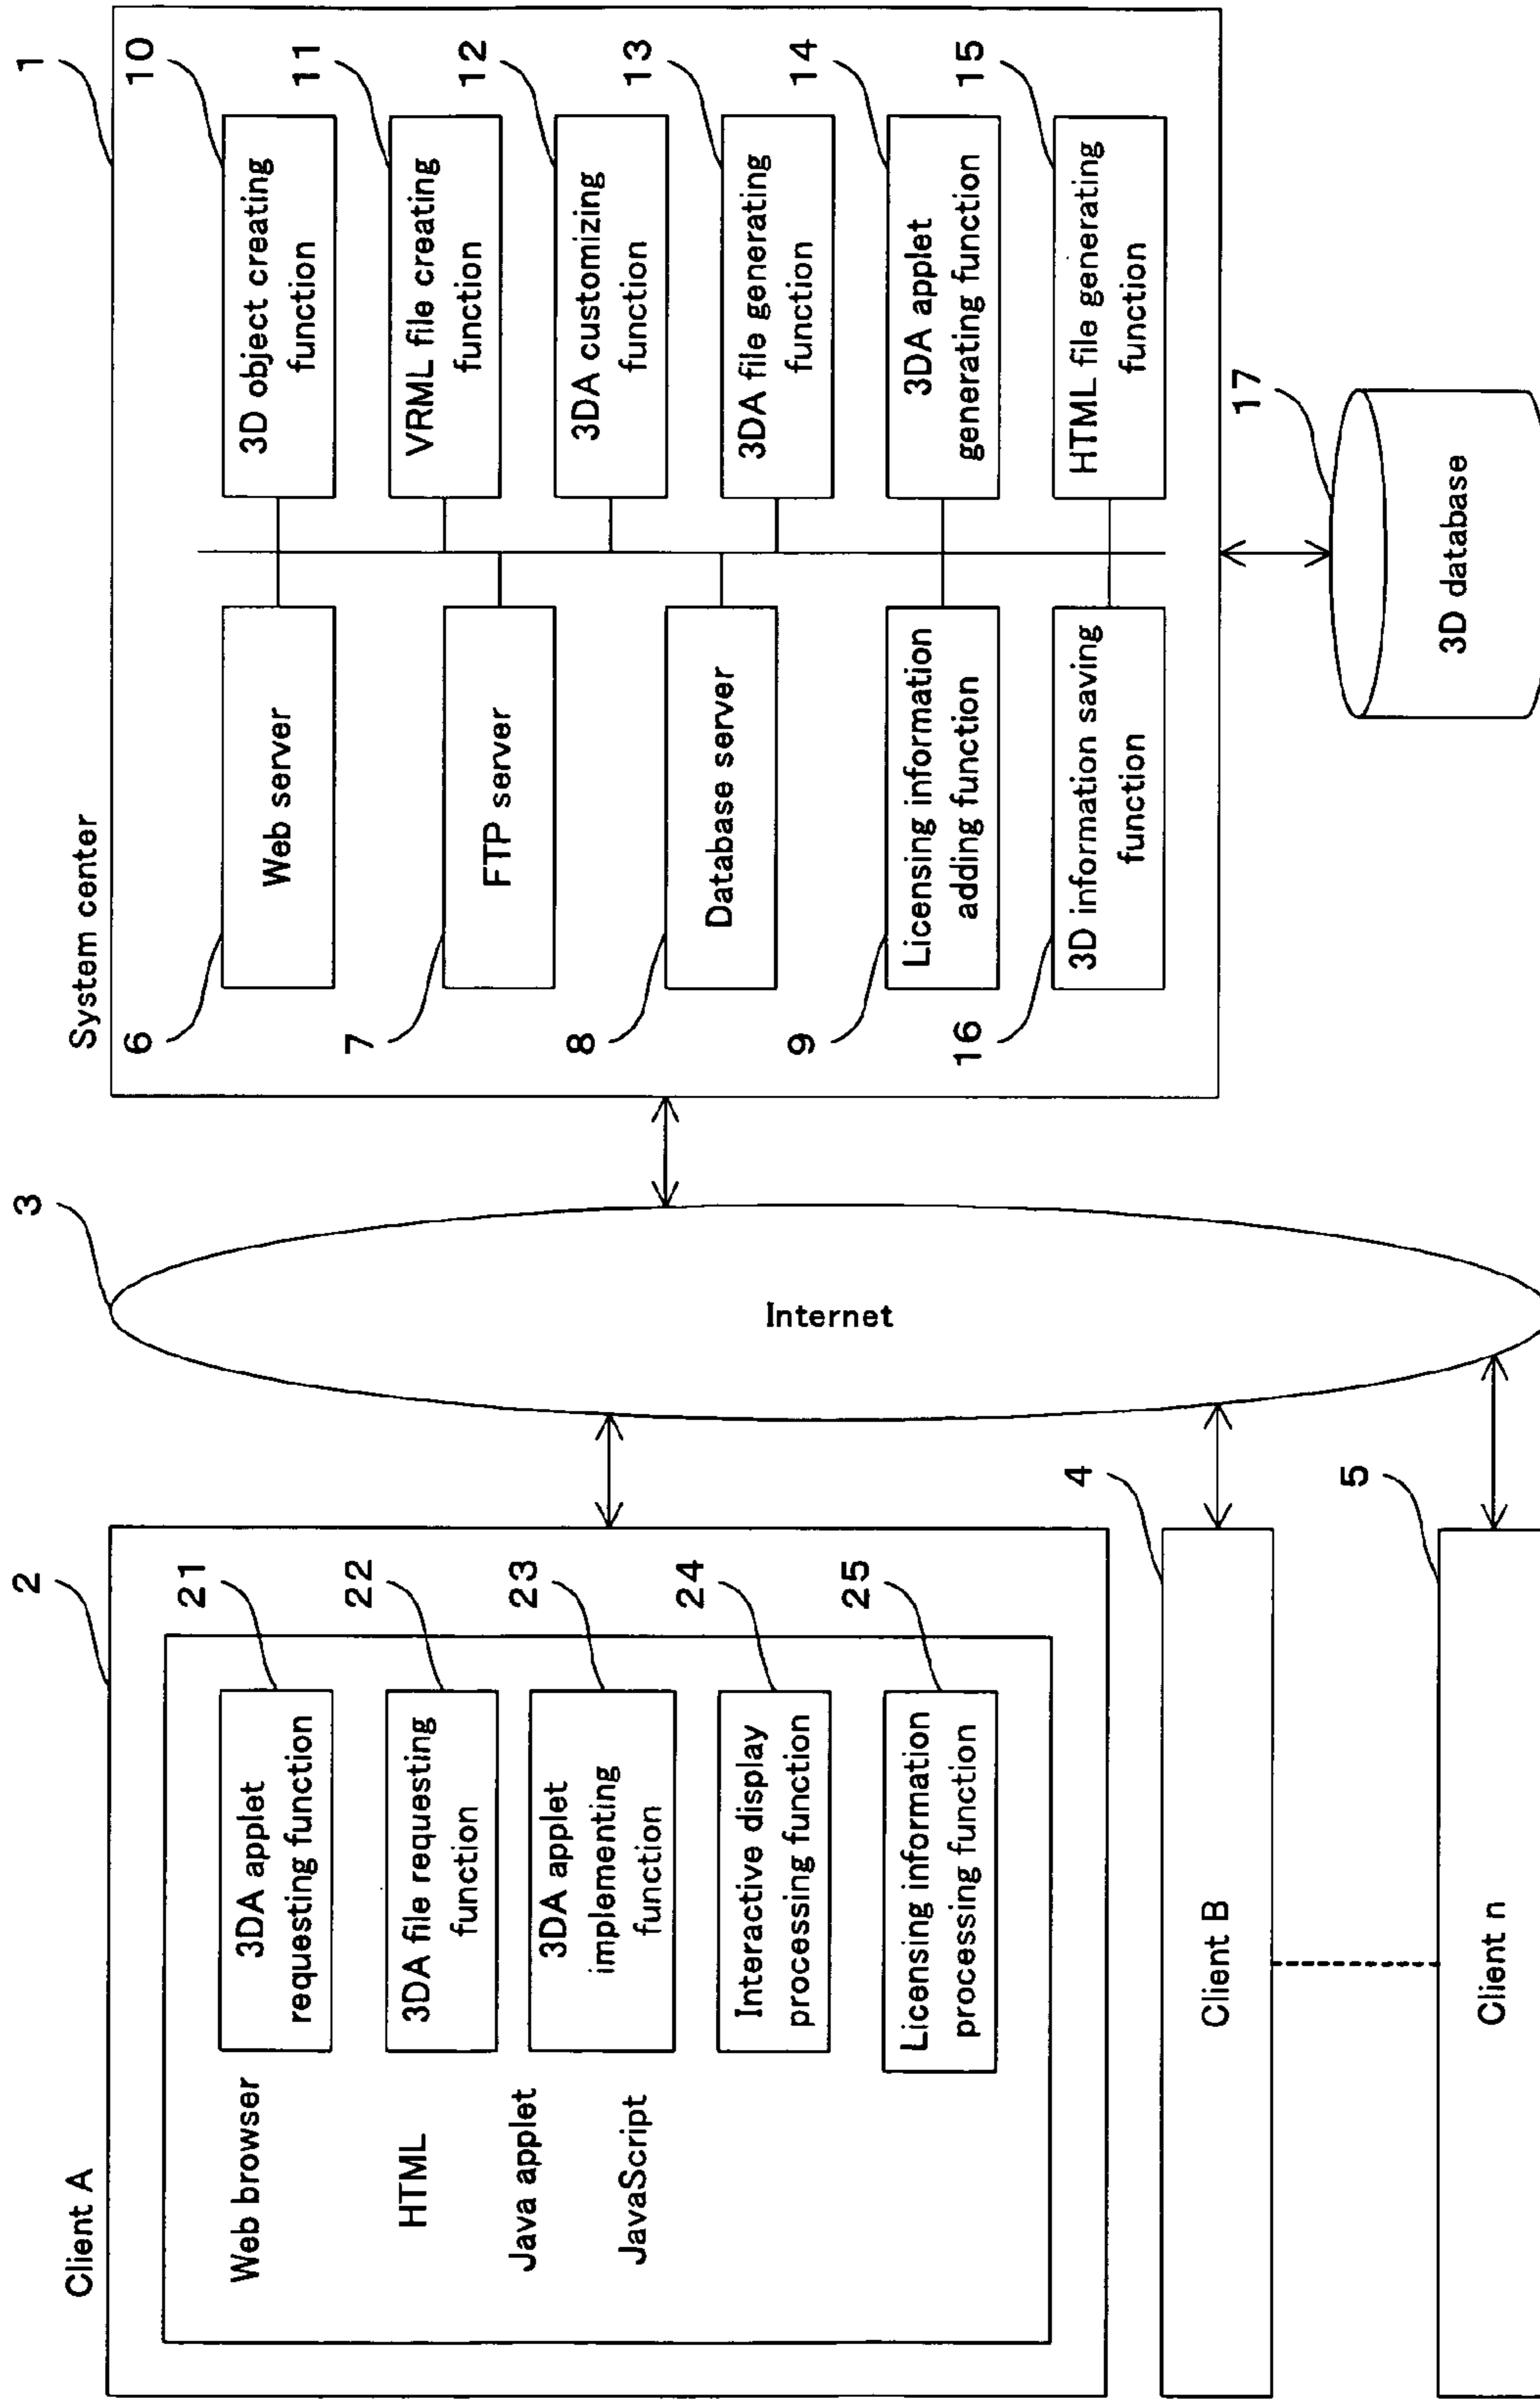 Client A
2
Web browser
HTML
Java applet
JavaScript
3DA applet
requesting function
21
3DA file requesting
function
22
3DA applet
implementing
function
23
Interactive display
processing function
24
Licensing information
processing function
25
Client B
4
Client n
5
Internet
3
System center
1
Web server
6
FTP server
7
Database server
8
Licensing information
adding function
9
3D information saving
function
16
3D object creating
function
10
VRML file creating
function
11
3DA customizing
function
12
3DA file generating
function
13
3DA applet
generating function
14
HTML file generating
function
15
3D database
17